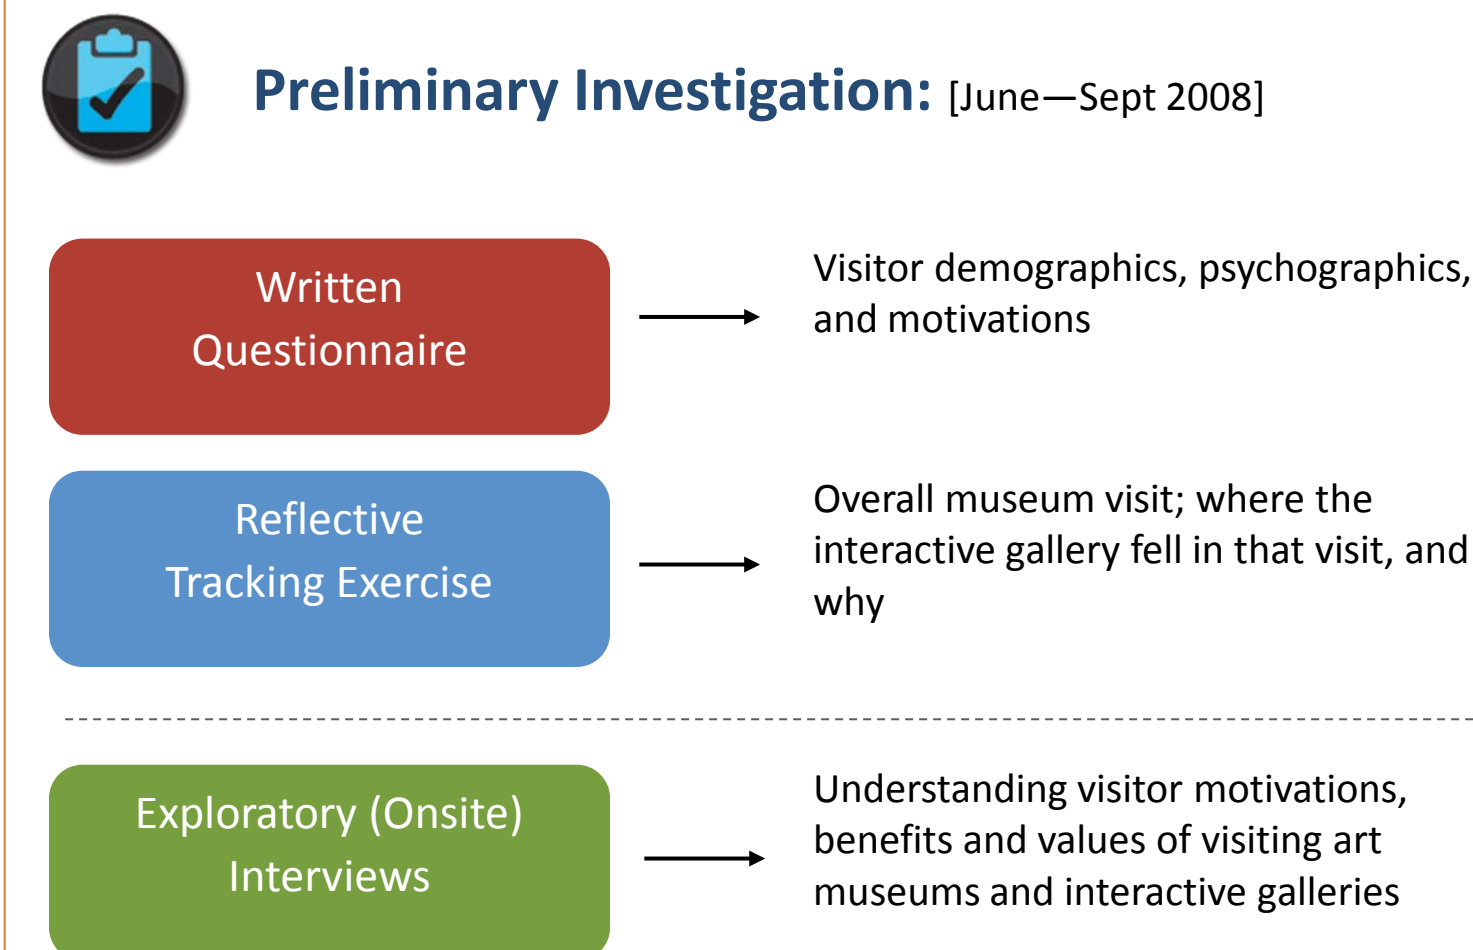 Preliminary Investigation: [June—Sept 2008]
Written
Questionnaire
Visitor demographics, psychographics,
and motivations
Reflective
Tracking Exercise
Overall museum visit; where the
interactive gallery fell in that visit, and
why
Exploratory (Onsite)
Interviews
Understanding visitor motivations,
benefits and values of visiting art
museums and interactive galleries